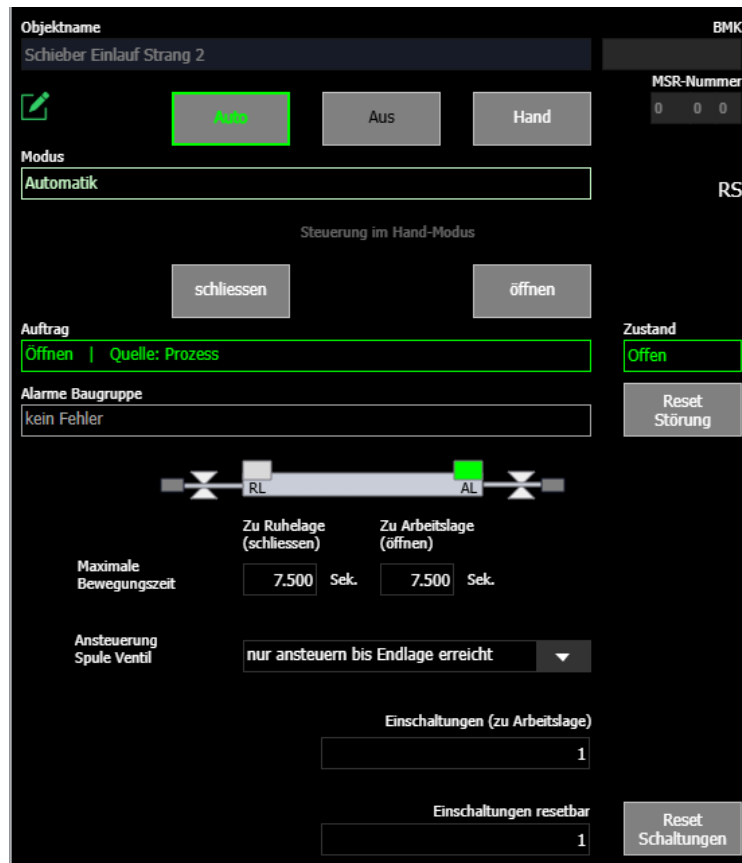 Objektname
BMK
Schieber Einlauf Strang 2
MSR-Nummer
0 0 0
Auto
Aus
Hand
Modus
Automatik
RS
Steuerung im Hand-Modus
schliessen
öffnen
Auftrag
Zustand
Öffnen | Quelle: Prozess
Offen
Alarme Baugruppe
kein Fehler
Reset
Störung
RL
AL
Zu Ruhelage
(schliessen)
Zu Arbeitslage
(öffnen)
Maximale
Bewegungszeit
7.500 Sek.
7.500 Sek.
Ansteuerung
Spule Ventil
nur ansteuern bis Endlage erreicht
Einschaltungen (zu Arbeitslage)
1
Einschaltungen resetbar
1
Reset
Schaltungen